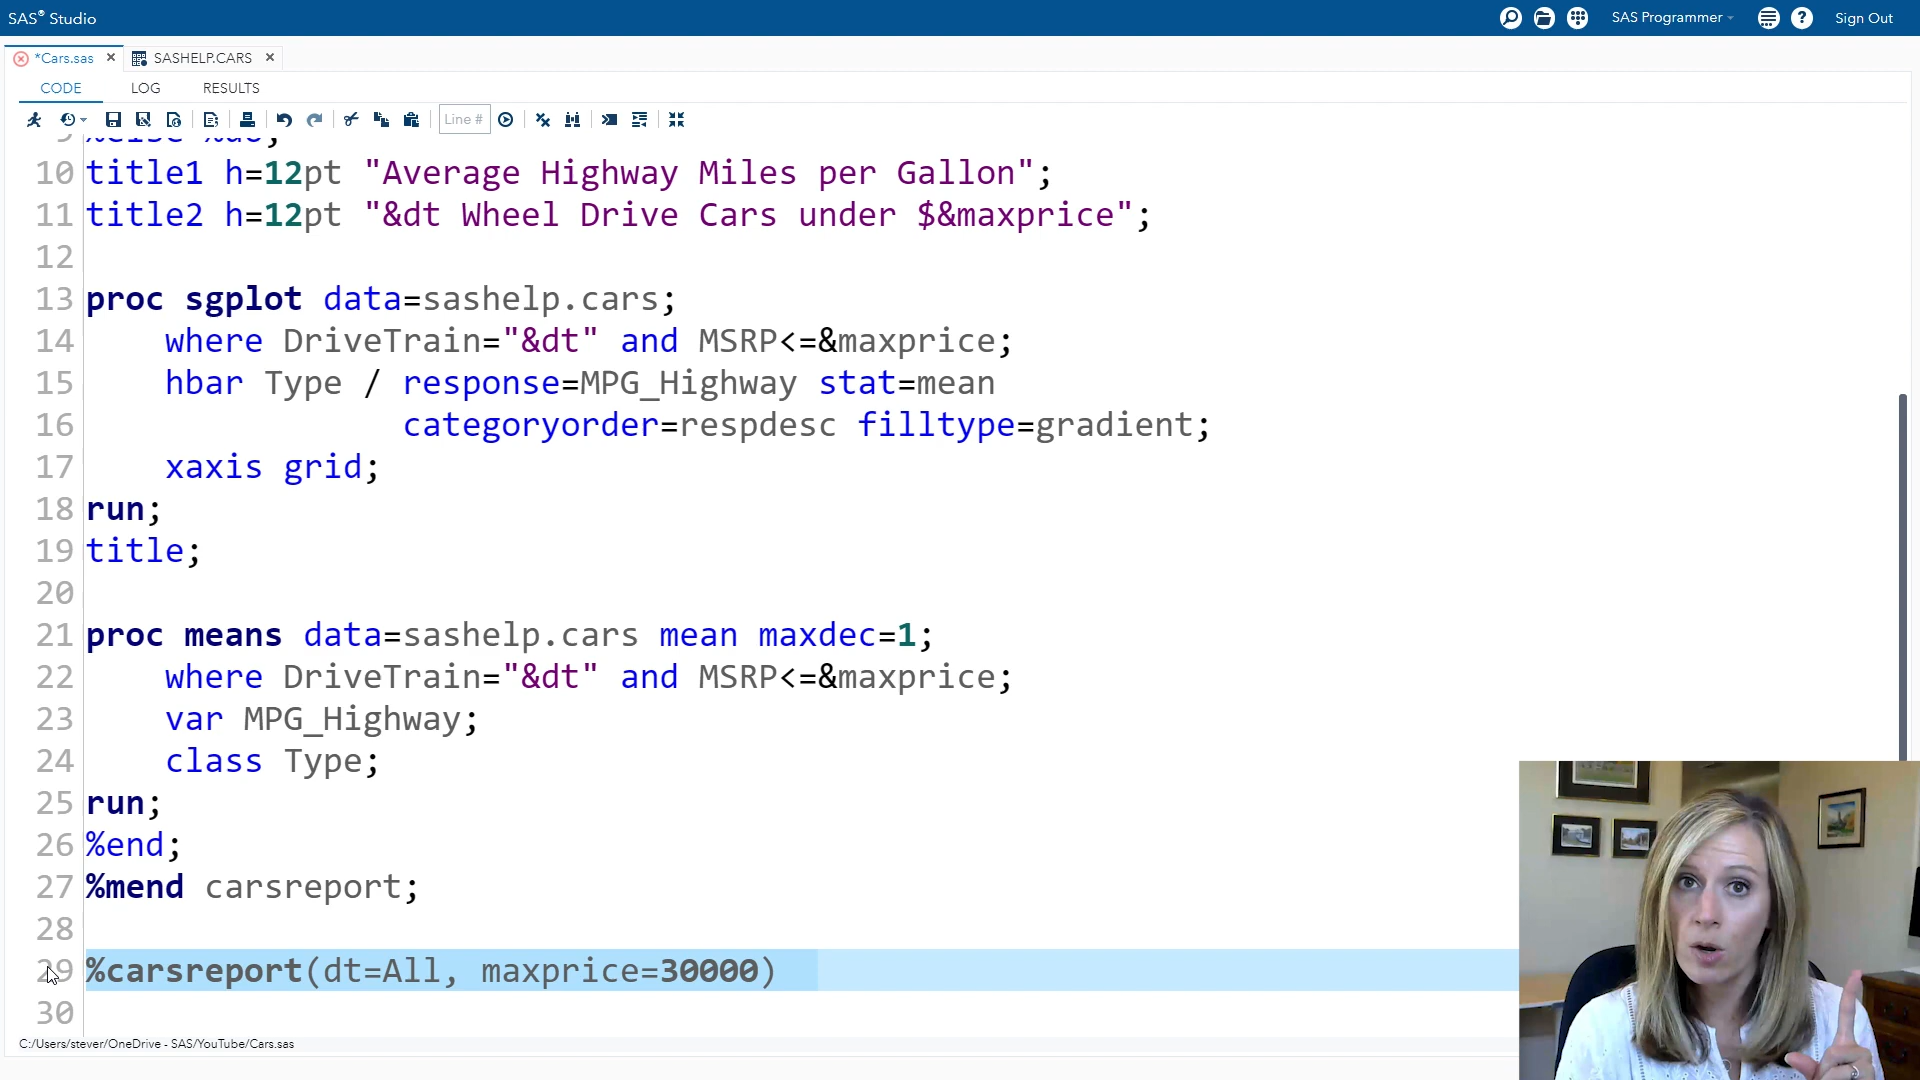 SAS® Studio
SAS Programmer
Sign Out
*Cars.sas
SASHELP.CARS
CODE
LOG
RESULTS
Line #
9 %else %do;
10 title1 h=12pt "Average Highway Miles per Gallon";
11 title2 h=12pt "&dt Wheel Drive Cars under $&maxprice";
12
13 proc sgplot data=sashelp.cars;
14 where DriveTrain="&dt" and MSRP<=&maxprice;
15 hbar Type / response=MPG_Highway stat=mean
16 categoryorder=respdesc filltype=gradient;
17 xaxis grid;
18 run;
19 title;
20
21 proc means data=sashelp.cars mean maxdec=1;
22 where DriveTrain="&dt" and MSRP<=&maxprice;
23 var MPG_Highway;
24 class Type;
25 run;
26 %end;
27 %mend carsreport;
28
29 %carsreport(dt=All, maxprice=30000)
30
C:/Users/stever/OneDrive - SAS/YouTube/Cars.sas